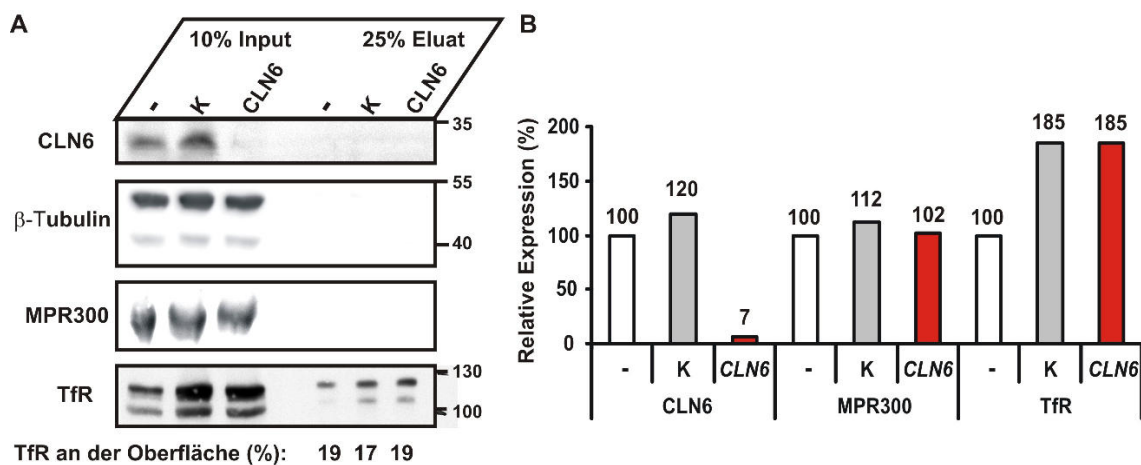 A
10% Input 25% Eluat
- K CLN6 - K CLN6
CLN6 35
β-Tubulin 55
40
MPR300
TfR 130
100
TfR an der Oberfläche (%): 19 17 19
B
Relative Expression (%)
200
150
100
50
0
100 120 7 100 112 102 100 185 185
- K CLN6 - K CLN6 - K CLN6
CLN6 MPR300 TfR